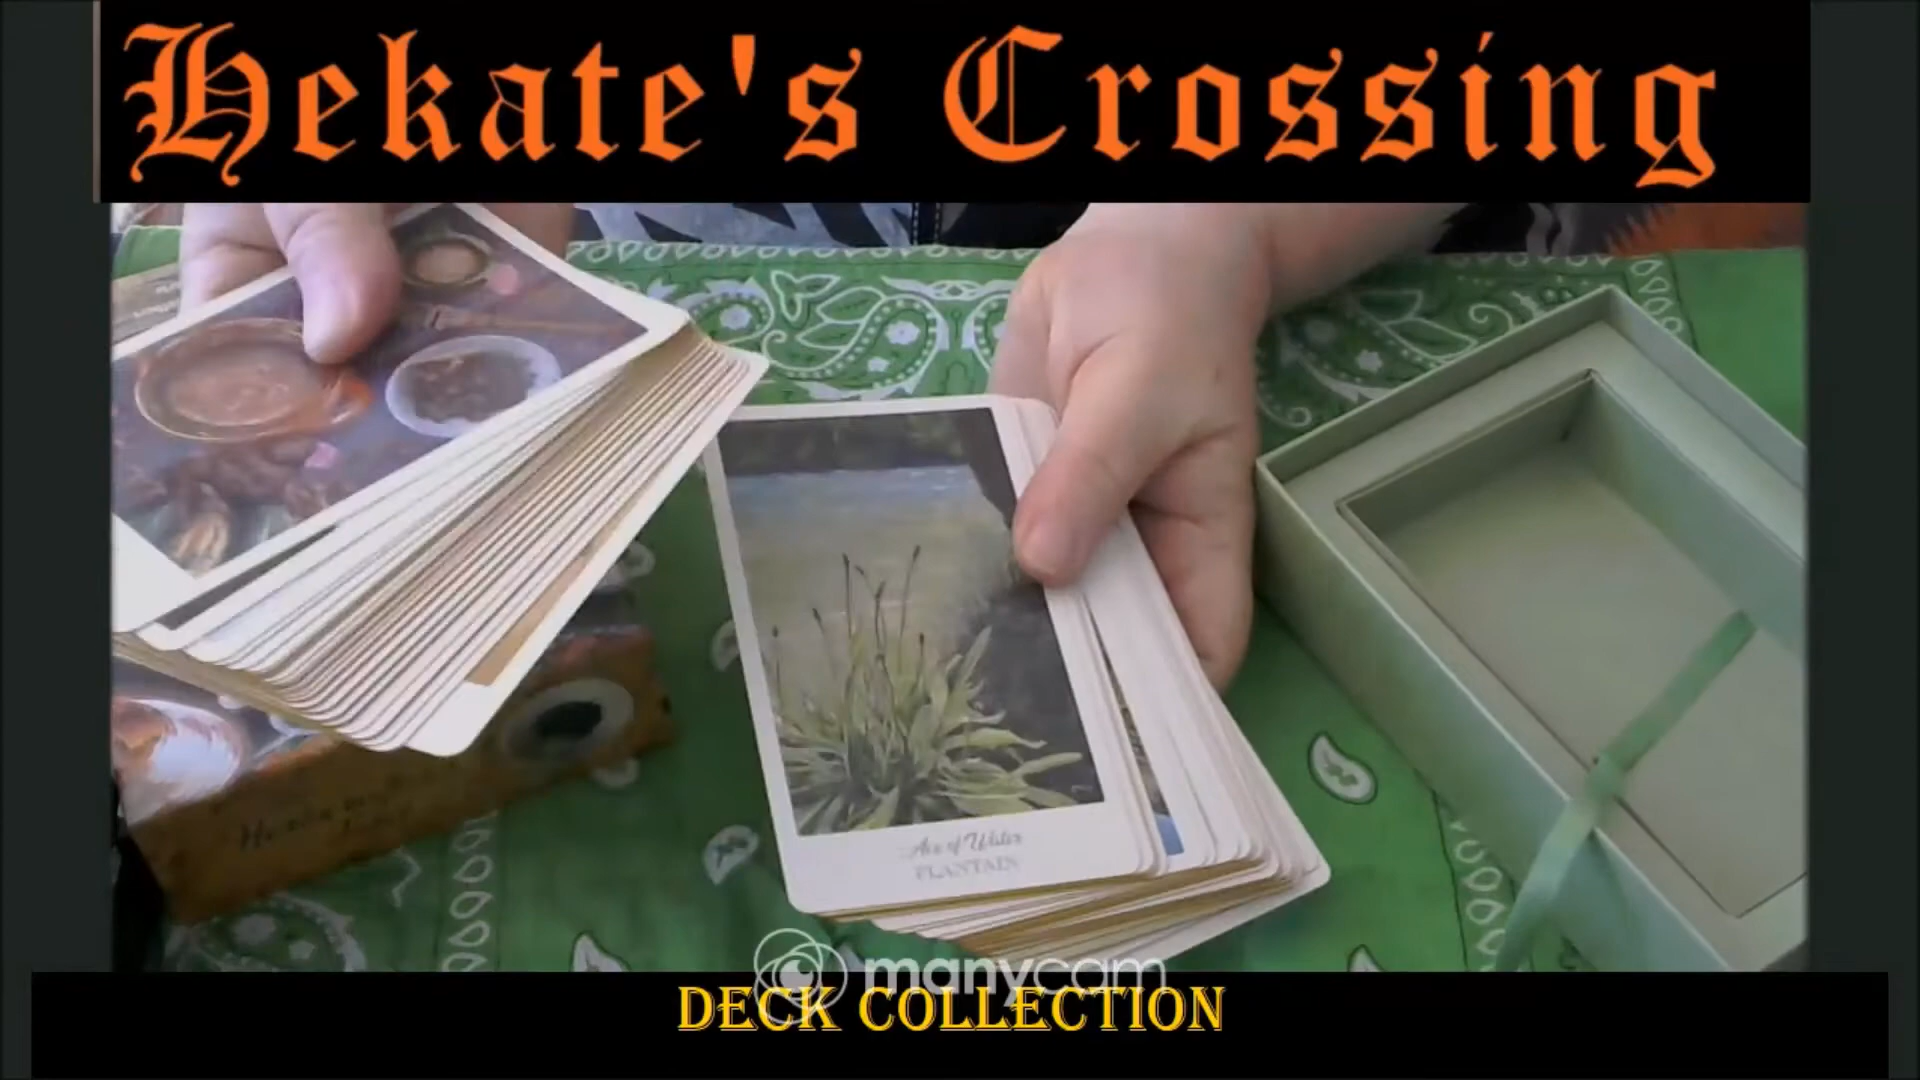 Hekate's Crossing
Ace of Water
PLANTAIN
manycam
DECK COLLECTION